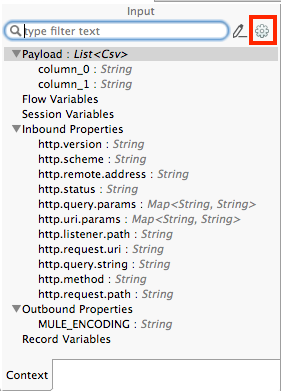 Input
type filter text
Payload : List<Csv>
column_0 : String
column_1 : String
Flow Variables
Session Variables
Inbound Properties
http.version : String
http.scheme : String
http.remote.address : String
http.status : String
http.query.params : Map<String, String>
http.uri.params : Map<String, String>
http.listener.path : String
http.request.uri : String
http.query.string : String
http.method : String
http.request.path : String
Outbound Properties
MULE_ENCODING : String
Record Variables
Context